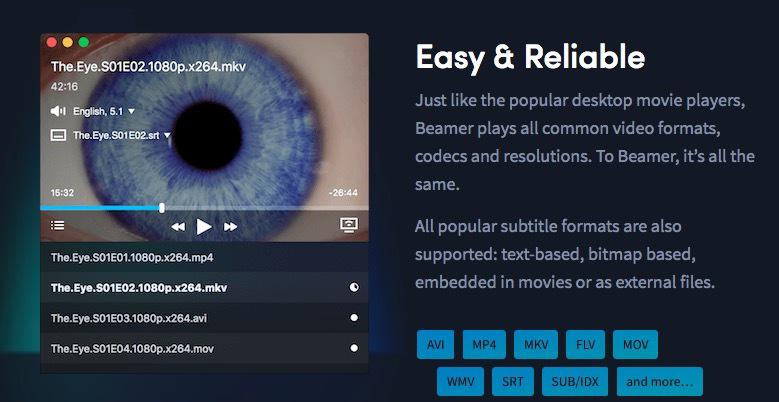 The.Eye.S01E02.1080p.x264.mkv
42:16
English, 5.1
The.Eye.S01E02.srt
15:32
-26:44
The.Eye.S01E01.1080p.x264.mp4
The.Eye.S01E02.1080p.x264.mkv
The.Eye.S01E03.1080p.x264.avi
The.Eye.S01E04.1080p.x264.mov
Easy & Reliable
Just like the popular desktop movie players,
Beamer plays all common video formats,
codecs and resolutions. To Beamer, it’s all the
same.
All popular subtitle formats are also
supported: text-based, bitmap based,
embedded in movies or as external files.
AVI MP4 MKV FLV MOV
WMV SRT SUB/IDX and more…